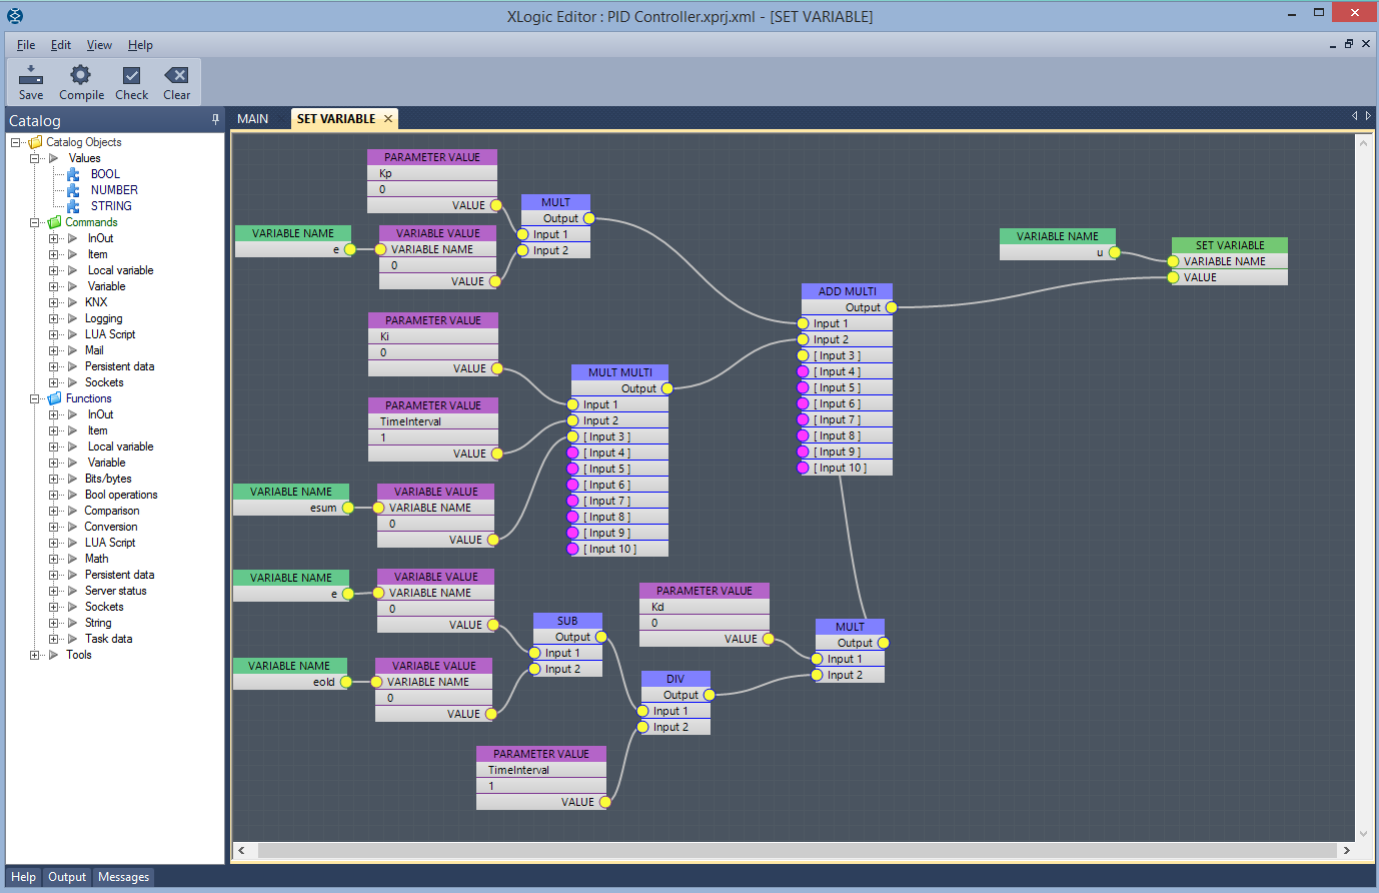 XLogic Editor : PID Controller.xprj.xml - [SET VARIABLE]
File Edit View Help
Save Compile Check Clear
Catalog
Catalog Objects
Values
BOOL
NUMBER
STRING
Commands
InOut
Item
Local variable
Variable
KNX
Logging
LUA Script
Mail
Persistent data
Sockets
Functions
InOut
Item
Local variable
Variable
Bits/bytes
Bool operations
Comparison
Conversion
LUA Script
Math
Persistent data
Server status
Sockets
String
Task data
Tools
MAIN SET VARIABLE
PARAMETER VALUE
Kp
0
VALUE
VARIABLE NAME
e
VARIABLE VALUE
VARIABLE NAME
0
VALUE
MULT
Output
Input 1
Input 2
PARAMETER VALUE
Ki
0
VALUE
PARAMETER VALUE
TimeInterval
1
VALUE
VARIABLE NAME
esum
VARIABLE VALUE
VARIABLE NAME
0
VALUE
MULT MULTI
Output
Input 1
Input 2
[ Input 3 ]
[ Input 4 ]
[ Input 5 ]
[ Input 6 ]
[ Input 7 ]
[ Input 8 ]
[ Input 9 ]
[ Input 10 ]
VARIABLE NAME
e
VARIABLE VALUE
VARIABLE NAME
0
VALUE
VARIABLE NAME
eold
VARIABLE VALUE
VARIABLE NAME
0
VALUE
SUB
Output
Input 1
Input 2
PARAMETER VALUE
TimeInterval
1
VALUE
PARAMETER VALUE
Kd
0
VALUE
DIV
Output
Input 1
Input 2
MULT
Output
Input 1
Input 2
ADD MULTI
Output
Input 1
Input 2
[ Input 3 ]
[ Input 4 ]
[ Input 5 ]
[ Input 6 ]
[ Input 7 ]
[ Input 8 ]
[ Input 9 ]
[ Input 10 ]
VARIABLE NAME
u
SET VARIABLE
VARIABLE NAME
VALUE
Help Output Messages